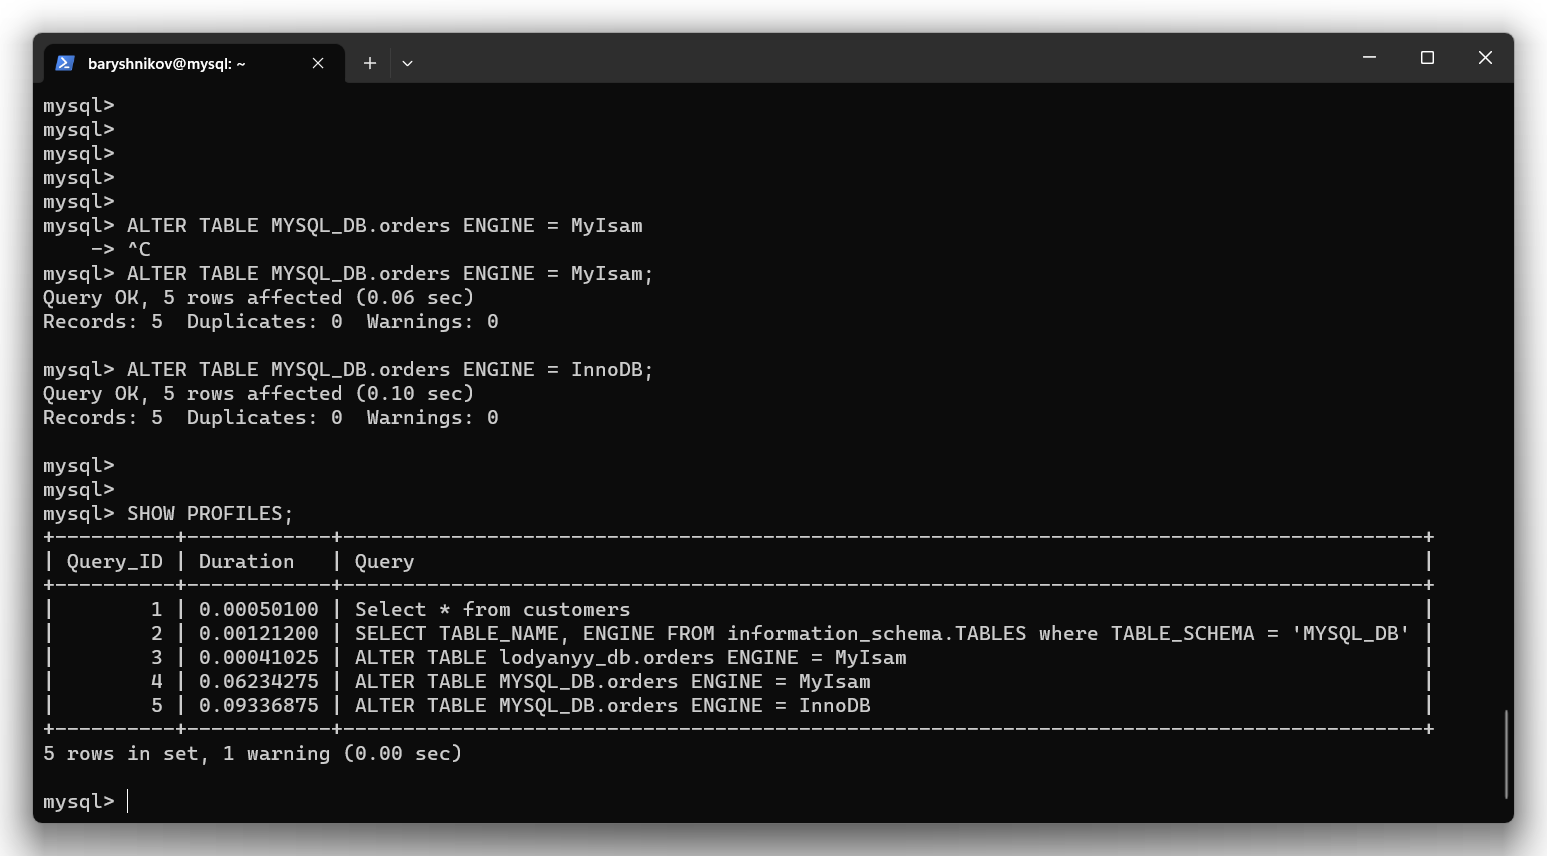 baryshnikov@mysql: ~
mysql>
mysql>
mysql>
mysql>
mysql>
mysql> ALTER TABLE MYSQL_DB.orders ENGINE = MyIsam
    -> ^C
mysql> ALTER TABLE MYSQL_DB.orders ENGINE = MyIsam;
Query OK, 5 rows affected (0.06 sec)
Records: 5  Duplicates: 0  Warnings: 0

mysql> ALTER TABLE MYSQL_DB.orders ENGINE = InnoDB;
Query OK, 5 rows affected (0.10 sec)
Records: 5  Duplicates: 0  Warnings: 0

mysql>
mysql>
mysql> SHOW PROFILES;
+----------+------------+------------------------------------------------------------------------------------------+
| Query_ID | Duration   | Query                                                                                    |
+----------+------------+------------------------------------------------------------------------------------------+
|        1 | 0.00050100 | Select * from customers                                                                  |
|        2 | 0.00121200 | SELECT TABLE_NAME, ENGINE FROM information_schema.TABLES where TABLE_SCHEMA = 'MYSQL_DB' |
|        3 | 0.00041025 | ALTER TABLE lodyanyy_db.orders ENGINE = MyIsam                                           |
|        4 | 0.06234275 | ALTER TABLE MYSQL_DB.orders ENGINE = MyIsam                                              |
|        5 | 0.09336875 | ALTER TABLE MYSQL_DB.orders ENGINE = InnoDB                                              |
+----------+------------+------------------------------------------------------------------------------------------+
5 rows in set, 1 warning (0.00 sec)

mysql>